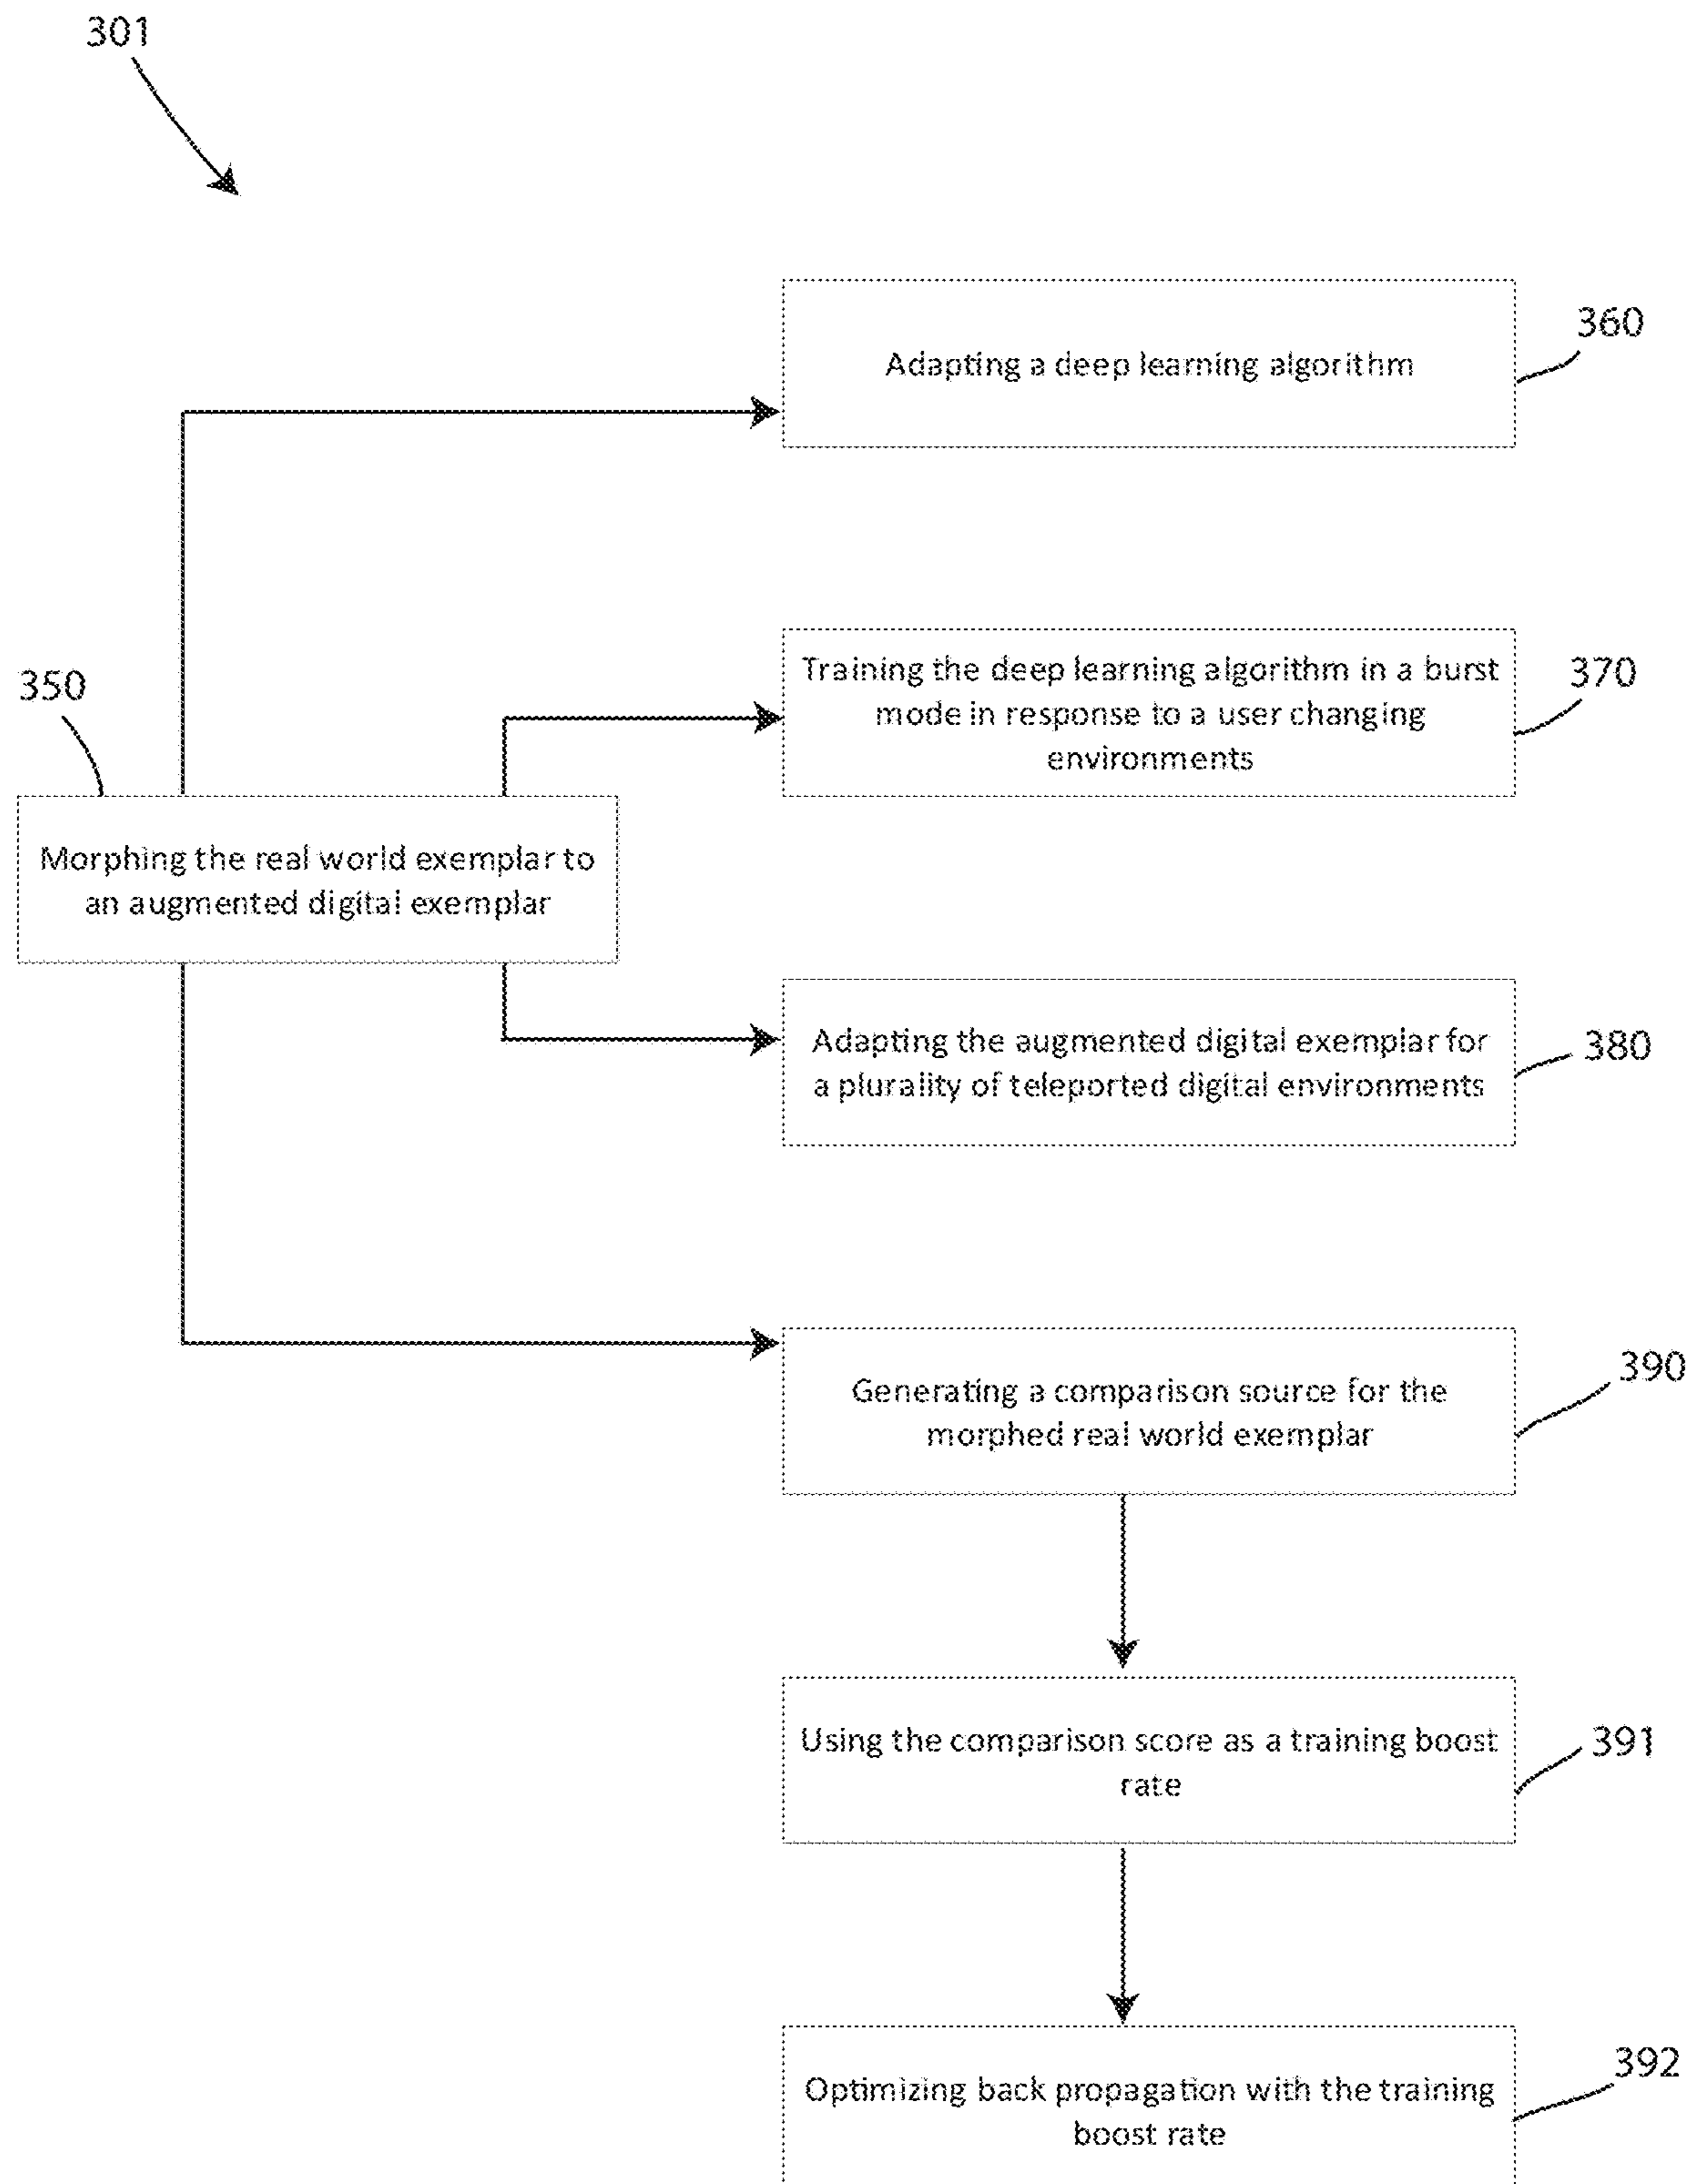 301
Adapting a deep learning algorithm
360
Training the deep learning algorithm in a burst
mode in response to a user changing
environments
370
350
Morphing the real world exemplar to
an augmented digital exemplar
Adapting the augmented digital exemplar for
a plurality of teleported digital environments
380
Generating a comparison source for the
morphed real world exemplar
390
Using the comparison score as a training boost
rate
391
Optimizing back propagation with the training
boost rate
392